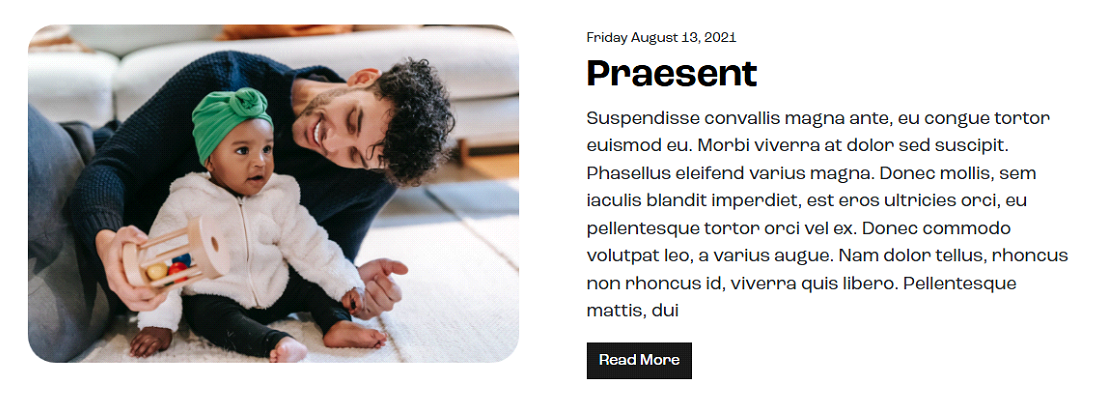 Friday August 13, 2021
Praesent
Suspendisse convallis magna ante, eu congue tortor
euismod eu. Morbi viverra at dolor sed suscipit.
Phasellus eleifend varius magna. Donec mollis, sem
iaculis blandit imperdiet, est eros ultricies orci, eu
pellentesque tortor orci vel ex. Donec commodo
volutpat leo, a varius augue. Nam dolor tellus, rhoncus
non rhoncus id, viverra quis libero. Pellentesque
mattis, dui
Read More